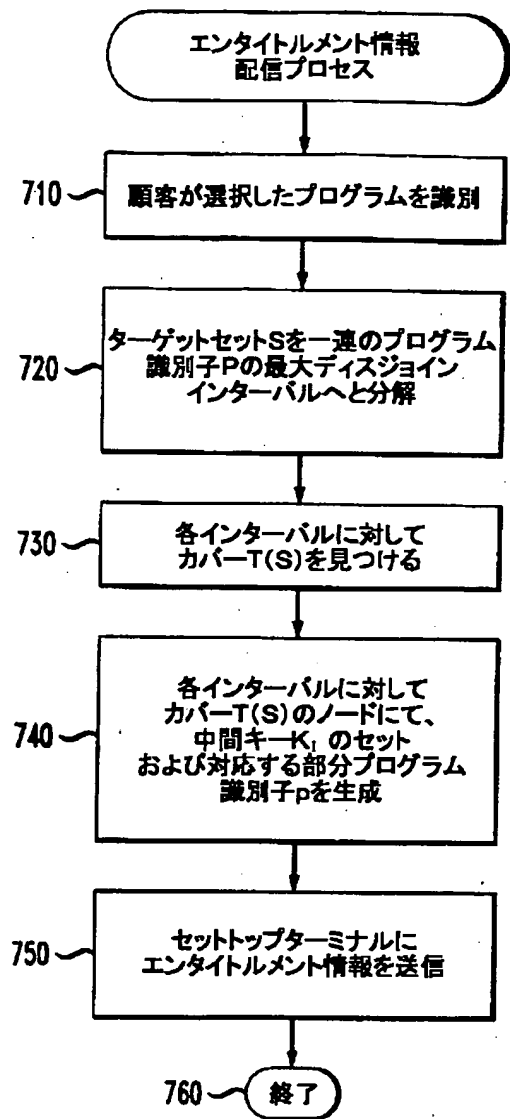 エンタイトルメント情報
配信プロセス
710
顧客が選択したプログラムを識別
720
ターゲットセットSを一連のプログラム
識別子Pの最大ディスジョイン
インターバルへと分解
730
各インターバルに対して
カバーT(S)を見つける
740
各インターバルに対して
カバーT(S)のノードにて、
中間キーK_I のセット
および対応する部分プログラム
識別子pを生成
750
セットトップターミナルに
エンタイトルメント情報を送信
760
終了